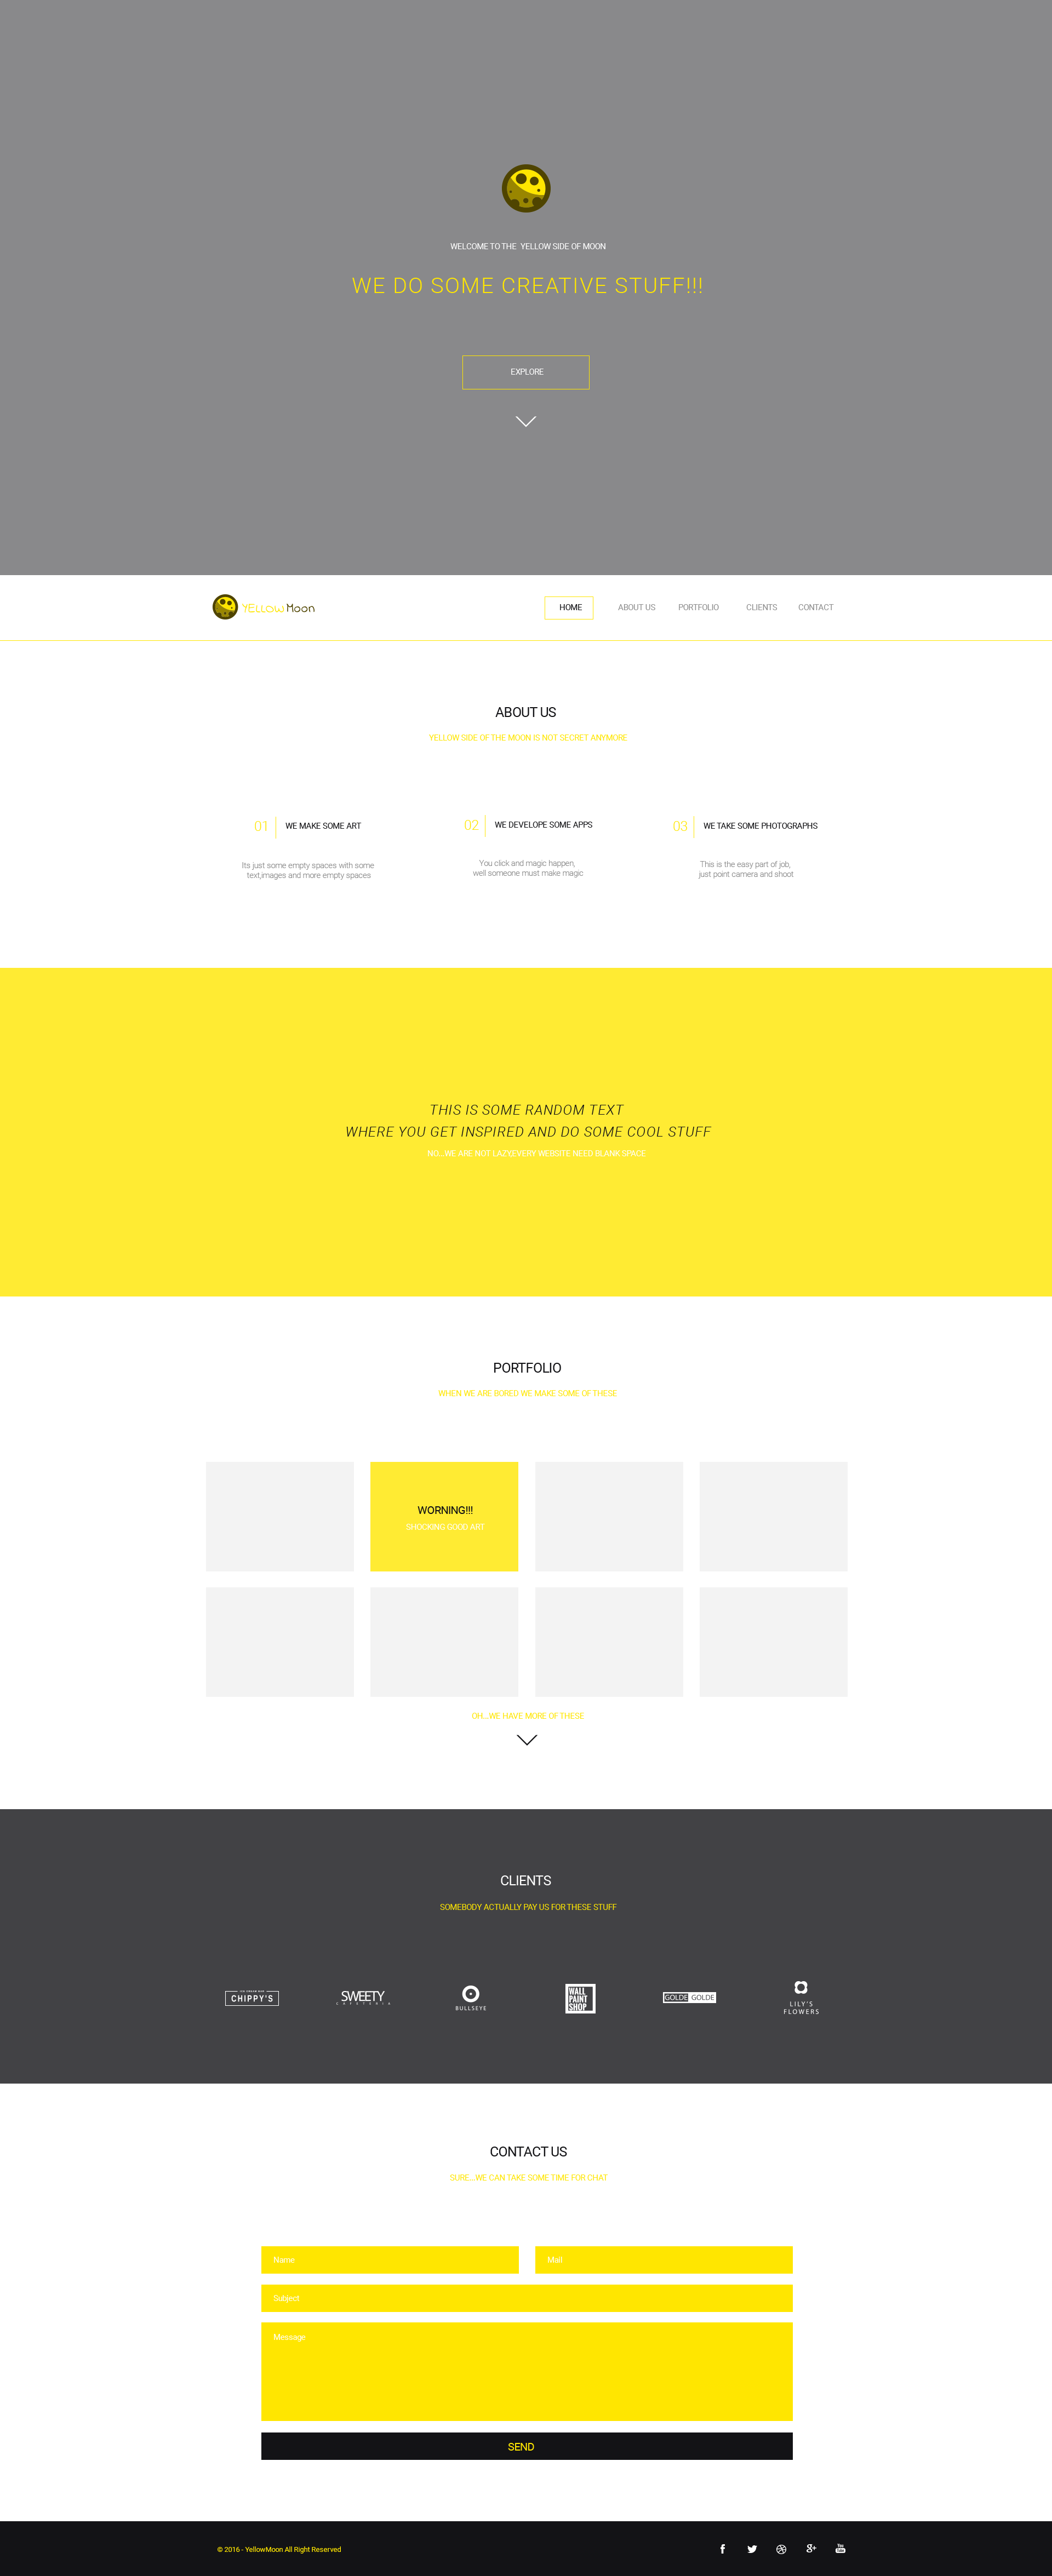 WELCOME TO THE YELLOW SIDE OF MOON
WE DO SOME CREATIVE STUFF!!!
EXPLORE
YELLOW Moon
HOME
ABOUT US
PORTFOLIO
CLIENTS
CONTACT
ABOUT US
YELLOW SIDE OF THE MOON IS NOT SECRET ANYMORE
01
WE MAKE SOME ART
Its just some empty spaces with some
text,images and more empty spaces
02
WE DEVELOPE SOME APPS
You click and magic happen,
well someone must make magic
03
WE TAKE SOME PHOTOGRAPHS
This is the easy part of job,
just point camera and shoot
THIS IS SOME RANDOM TEXT
WHERE YOU GET INSPIRED AND DO SOME COOL STUFF
NO...WE ARE NOT LAZY,EVERY WEBSITE NEED BLANK SPACE
PORTFOLIO
WHEN WE ARE BORED WE MAKE SOME OF THESE
WORNING!!!
SHOCKING GOOD ART
OH...WE HAVE MORE OF THESE
CLIENTS
SOMEBODY ACTUALLY PAY US FOR THESE STUFF
CHIPPY'S
SWEETY
BULLSEYE
WALL
PAINT
SHOP
GOLDE GOLDE
LILY'S
FLOWERS
CONTACT US
SURE...WE CAN TAKE SOME TIME FOR CHAT
Name
Mail
Subject
Message
SEND
© 2016 - YellowMoon All Right Reserved
You
Tube